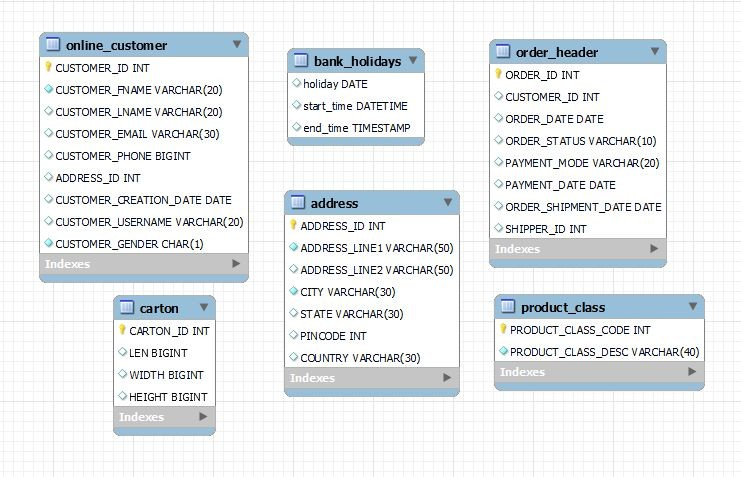 online_customer
CUSTOMER_ID INT
CUSTOMER_FNAME VARCHAR(20)
CUSTOMER_LNAME VARCHAR(20)
CUSTOMER_EMAIL VARCHAR(30)
CUSTOMER_PHONE BIGINT
ADDRESS_ID INT
CUSTOMER_CREATION_DATE DATE
CUSTOMER_USERNAME VARCHAR(20)
CUSTOMER_GENDER CHAR(1)
Indexes
bank_holidays
holiday DATE
start_time DATETIME
end_time TIMESTAMP
order_header
ORDER_ID INT
CUSTOMER_ID INT
ORDER_DATE DATE
ORDER_STATUS VARCHAR(10)
PAYMENT_MODE VARCHAR(20)
PAYMENT_DATE DATE
ORDER_SHIPMENT_DATE DATE
SHIPPER_ID INT
Indexes
address
ADDRESS_ID INT
ADDRESS_LINE1 VARCHAR(50)
ADDRESS_LINE2 VARCHAR(50)
CITY VARCHAR(30)
STATE VARCHAR(30)
PINCODE INT
COUNTRY VARCHAR(30)
Indexes
carton
CARTON_ID INT
LEN BIGINT
WIDTH BIGINT
HEIGHT BIGINT
Indexes
product_class
PRODUCT_CLASS_CODE INT
PRODUCT_CLASS_DESC VARCHAR(40)
Indexes